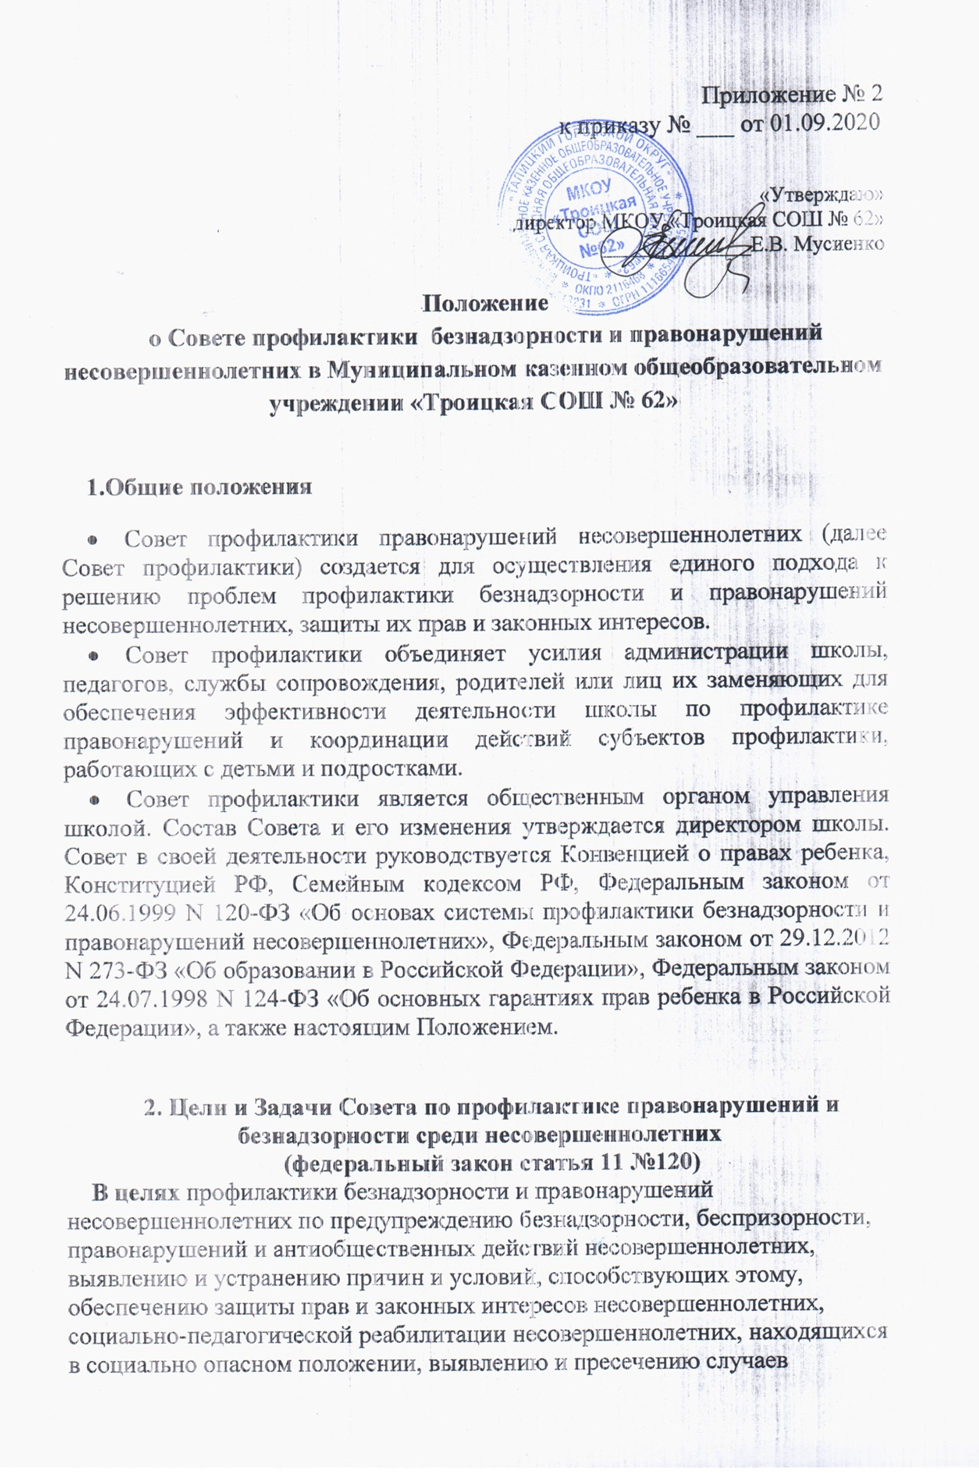 Приложение № 2
к приказу № ___ от 01.09.2020
«Утверждаю»
директор МКОУ «Троицкая СОШ № 62»
Е.В. Мусиенко
МКОУ
«Троицкая
СОШ
№62»
Положение
о Совете профилактики безнадзорности и правонарушений
несовершеннолетних в Муниципальном казенном общеобразовательном
учреждении «Троицкая СОШ № 62»
1.Общие положения
● Совет профилактики правонарушений несовершеннолетних (далее
Совет профилактики) создается для осуществления единого подхода к
решению проблем профилактики безнадзорности и правонарушений
несовершеннолетних, защиты их прав и законных интересов.
● Совет профилактики объединяет усилия администрации школы,
педагогов, службы сопровождения, родителей или лиц их заменяющих для
обеспечения эффективности деятельности школы по профилактике
правонарушений и координации действий субъектов профилактики,
работающих с детьми и подростками.
● Совет профилактики является общественным органом управления
школой. Состав Совета и его изменения утверждается директором школы.
Совет в своей деятельности руководствуется Конвенцией о правах ребенка,
Конституцией РФ, Семейным кодексом РФ, Федеральным законом от
24.06.1999 N 120-ФЗ «Об основах системы профилактики безнадзорности и
правонарушений несовершеннолетних», Федеральным законом от 29.12.2012
N 273-ФЗ «Об образовании в Российской Федерации», Федеральным законом
от 24.07.1998 N 124-ФЗ «Об основных гарантиях прав ребенка в Российской
Федерации», а также настоящим Положением.
2. Цели и Задачи Совета по профилактике правонарушений и
безнадзорности среди несовершеннолетних
(федеральный закон статья 11 №120)
В целях профилактики безнадзорности и правонарушений
несовершеннолетних по предупреждению безнадзорности, беспризорности,
правонарушений и антиобщественных действий несовершеннолетних,
выявлению и устранению причин и условий, способствующих этому,
обеспечению защиты прав и законных интересов несовершеннолетних,
социально-педагогической реабилитации несовершеннолетних, находящихся
в социально опасном положении, выявлению и пресечению случаев